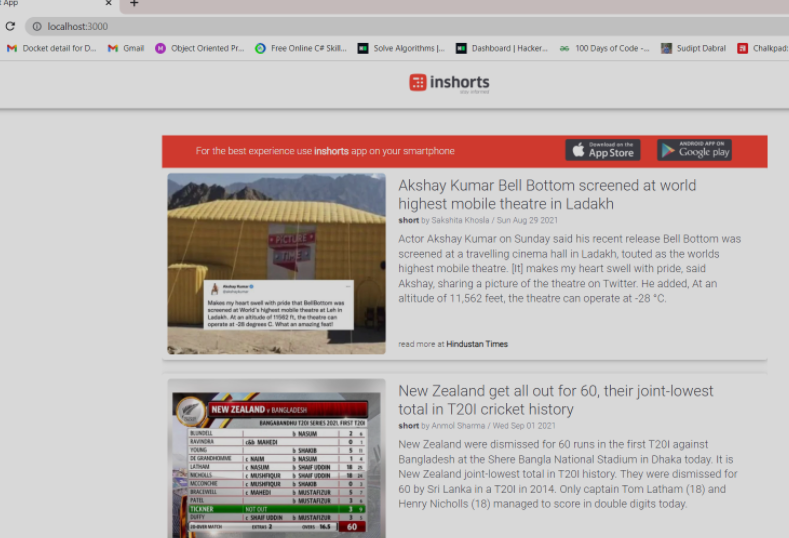 App
localhost:3000
Docket detail for D...
Gmail
Object Oriented Pr...
Free Online C# Skill...
Solve Algorithms |...
Dashboard | Hacker...
100 Days of Code -...
Sudipt Dabral
Chalkpad:
inshorts
stay informed
For the best experience use inshorts app on your smartphone
Download on the
App Store
ANDROID APP ON
Google play
Akshay Kumar Bell Bottom screened at world
highest mobile theatre in Ladakh
short by Sakshita Khosla / Sun Aug 29 2021
Actor Akshay Kumar on Sunday said his recent release Bell Bottom was
screened at a travelling cinema hall in Ladakh, touted as the worlds
highest mobile theatre. [It] makes my heart swell with pride, said
Akshay, sharing a picture of the theatre on Twitter. He added, At an
altitude of 11,562 feet, the theatre can operate at -28 °C.
read more at Hindustan Times
PICTURE
TIME
Akshay Kumar
@akshaykumar
Makes my heart swell with pride that BellBottom was
screened at World's highest mobile theatre at Leh in
Ladakh. At an altitude of 11562 ft, the theatre can
operate at -28 degrees C. What an amazing feat!
New Zealand get all out for 60, their joint-lowest
total in T20I cricket history
short by Anmol Sharma / Wed Sep 01 2021
New Zealand were dismissed for 60 runs in the first T20I against
Bangladesh at the Shere Bangla National Stadium in Dhaka today. It is
New Zealand joint-lowest total in T20I history. They were dismissed for
60 by Sri Lanka in a T20I in 2014. Only captain Tom Latham (18) and
Henry Nicholls (18) managed to score in double digits today.
NEW ZEALAND v BANGLADESH
BANGABANDHU T20I SERIES 2021, FIRST T20I
BLUNDELL b NASUM 2
RAVINDRA c&b MAHEDI 0 1
YOUNG b SHAKIB 5
DE GRANDHOMME c NAIM b NASUM 1
LATHAM c NASUM b SHAIF UDDIN 18
NICHOLLS c MUSHFIQUR b SHAIF UDDIN 18
MCCONCHIE c MUSHFIQUR b SHAKIB 0
BRACEWELL c MAHEDI b MUSTAFIZUR 5
PATEL b MUSTAFIZUR 3
TICKNER NOT OUT 3
DUFFY c SHAIF UDDIN b MUSTAFIZUR 3
20-OVER MATCH EXTRAS 2 OVERS 16.5 60